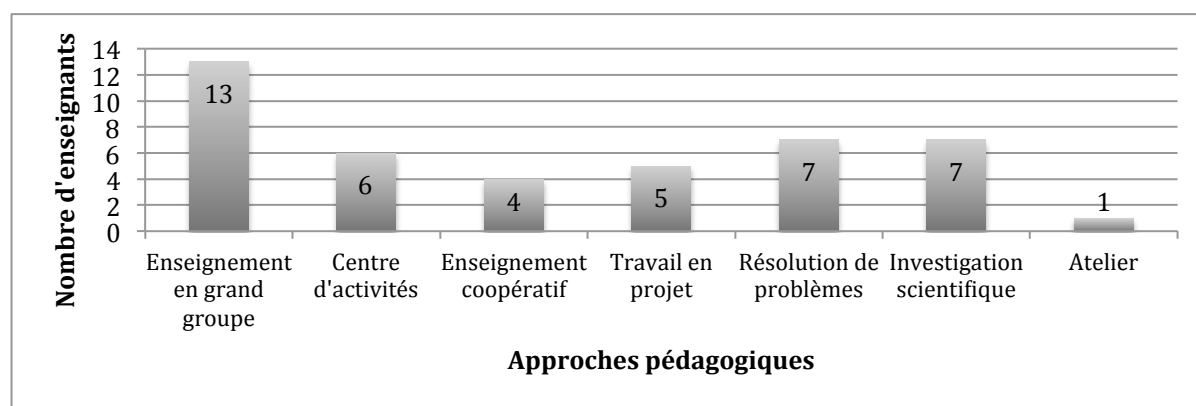 Nombre d'enseignants
14
12
10
8
6
4
2
0
13
6
4
5
7
7
1
Enseignement
en grand
groupe
Centre
d'activités
Enseignement
coopératif
Travail en
projet
Résolution de
problèmes
Investigation
scientifique
Atelier
Approches pédagogiques